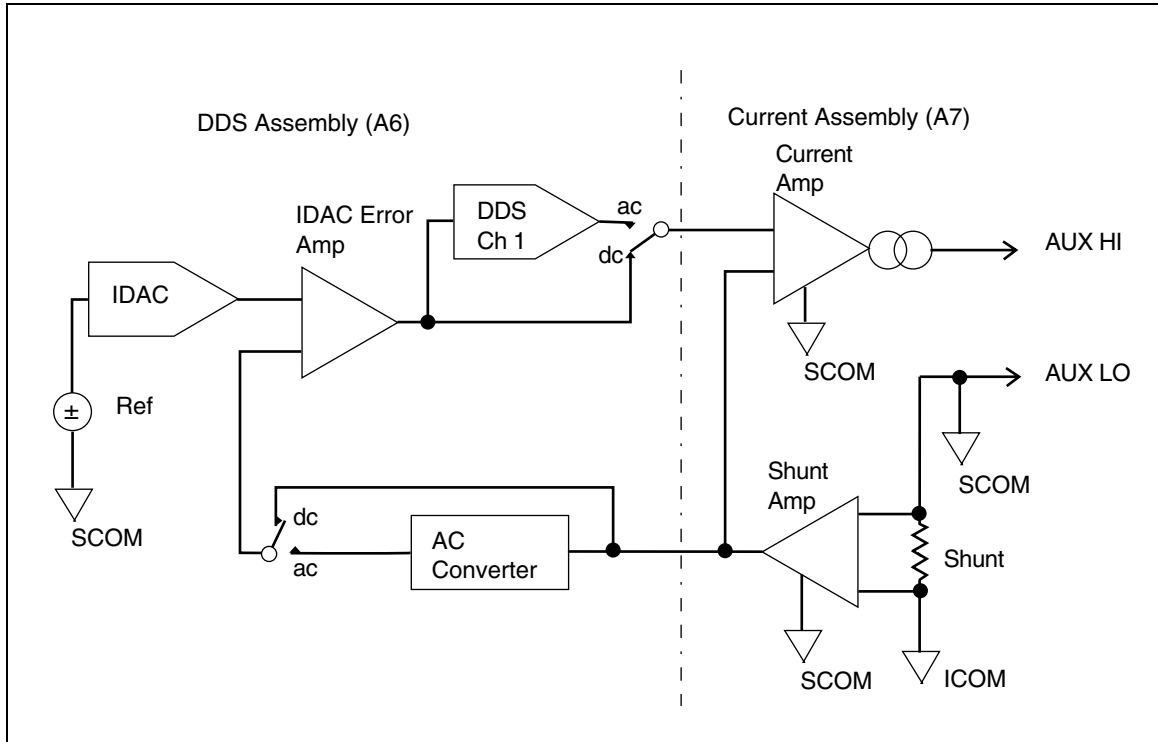 DDS Assembly (A6)
Current Assembly (A7)
Current
Amp
IDAC Error
Amp
DDS
Ch 1
ac
dc
AUX HI
IDAC
SCOM
AUX LO
±
Ref
Shunt
Amp
SCOM
SCOM
dc
ac
AC
Converter
Shunt
SCOM
ICOM